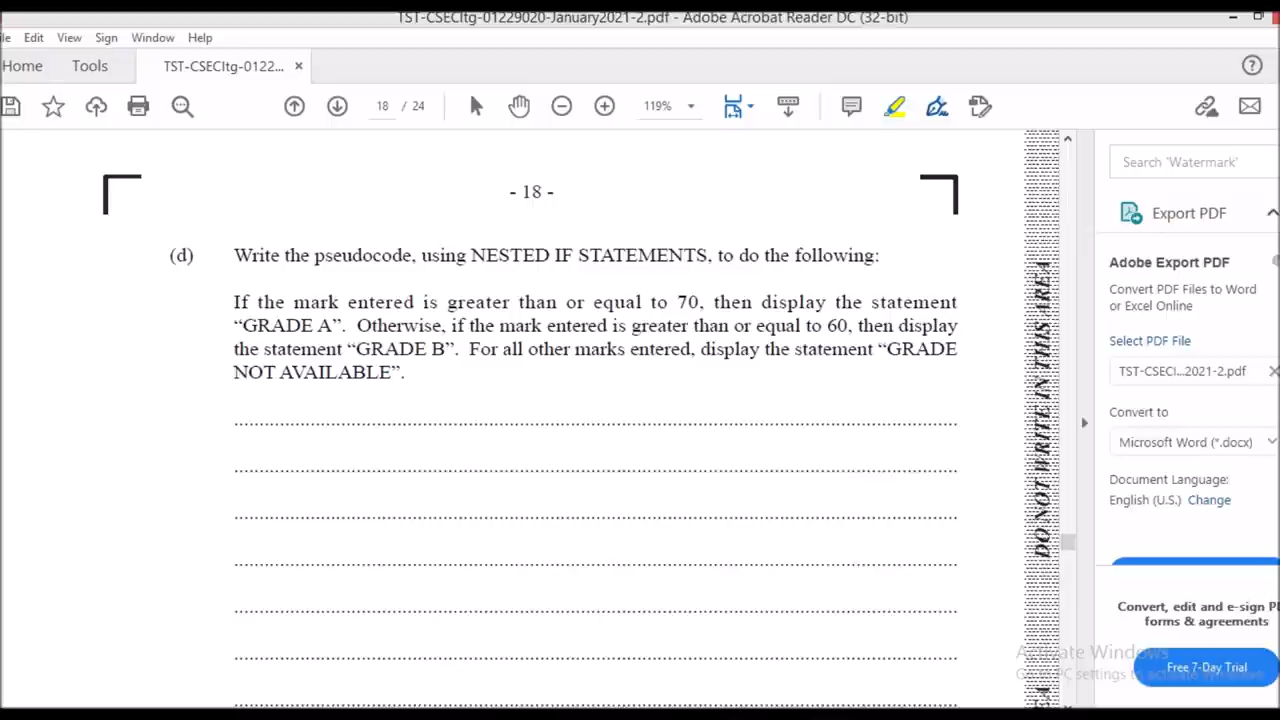 TST-CSECItg-01229020-January2021-2.pdf - Adobe Acrobat Reader DC (32-bit)
Edit View Sign Window Help
Home Tools TST-CSECItg-0122... ×
18 / 24 119%
Search 'Watermark'
- 18 -
Export PDF
(d) Write the pseudocode, using NESTED IF STATEMENTS, to do the following:
Adobe Export PDF
Convert PDF Files to Word
or Excel Online
If the mark entered is greater than or equal to 70, then display the statement
“GRADE A”. Otherwise, if the mark entered is greater than or equal to 60, then display
the statement “GRADE B”. For all other marks entered, display the statement “GRADE
NOT AVAILABLE”.
Select PDF File
TST-CSECI...2021-2.pdf
Convert to
Microsoft Word (*.docx)
Document Language:
English (U.S.) Change
Convert, edit and e-sign
forms & agreements
Free 7-Day Trial
Activate Windows
DO NOT WRITE IN THIS AREA